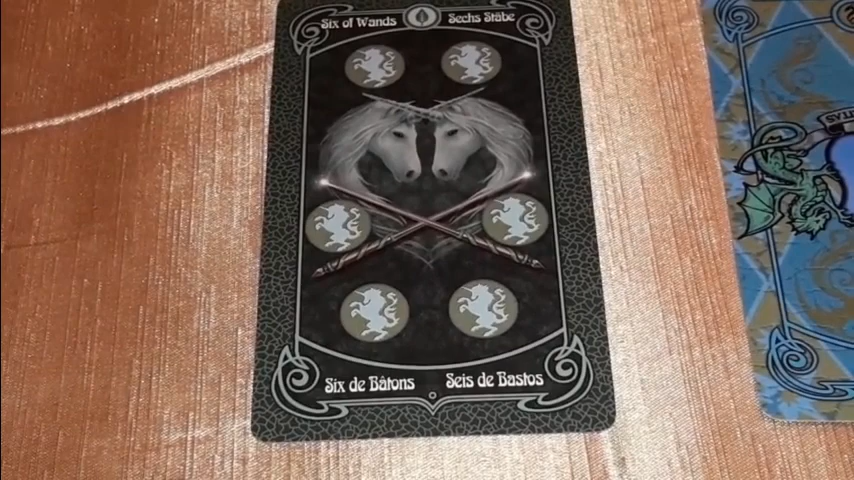 Six of Wands
Sechs Stäbe
Six de Bâtons
Seis de Bastos